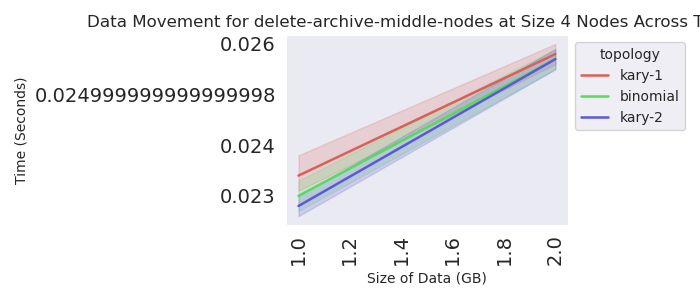 Data Movement for delete-archive-middle-nodes at Size 4 Nodes Across T
0.026
0.024999999999999998
0.024
0.023
Time (Seconds)
1.0
1.2
1.4
1.6
1.8
2.0
Size of Data (GB)
topology
kary-1
binomial
kary-2